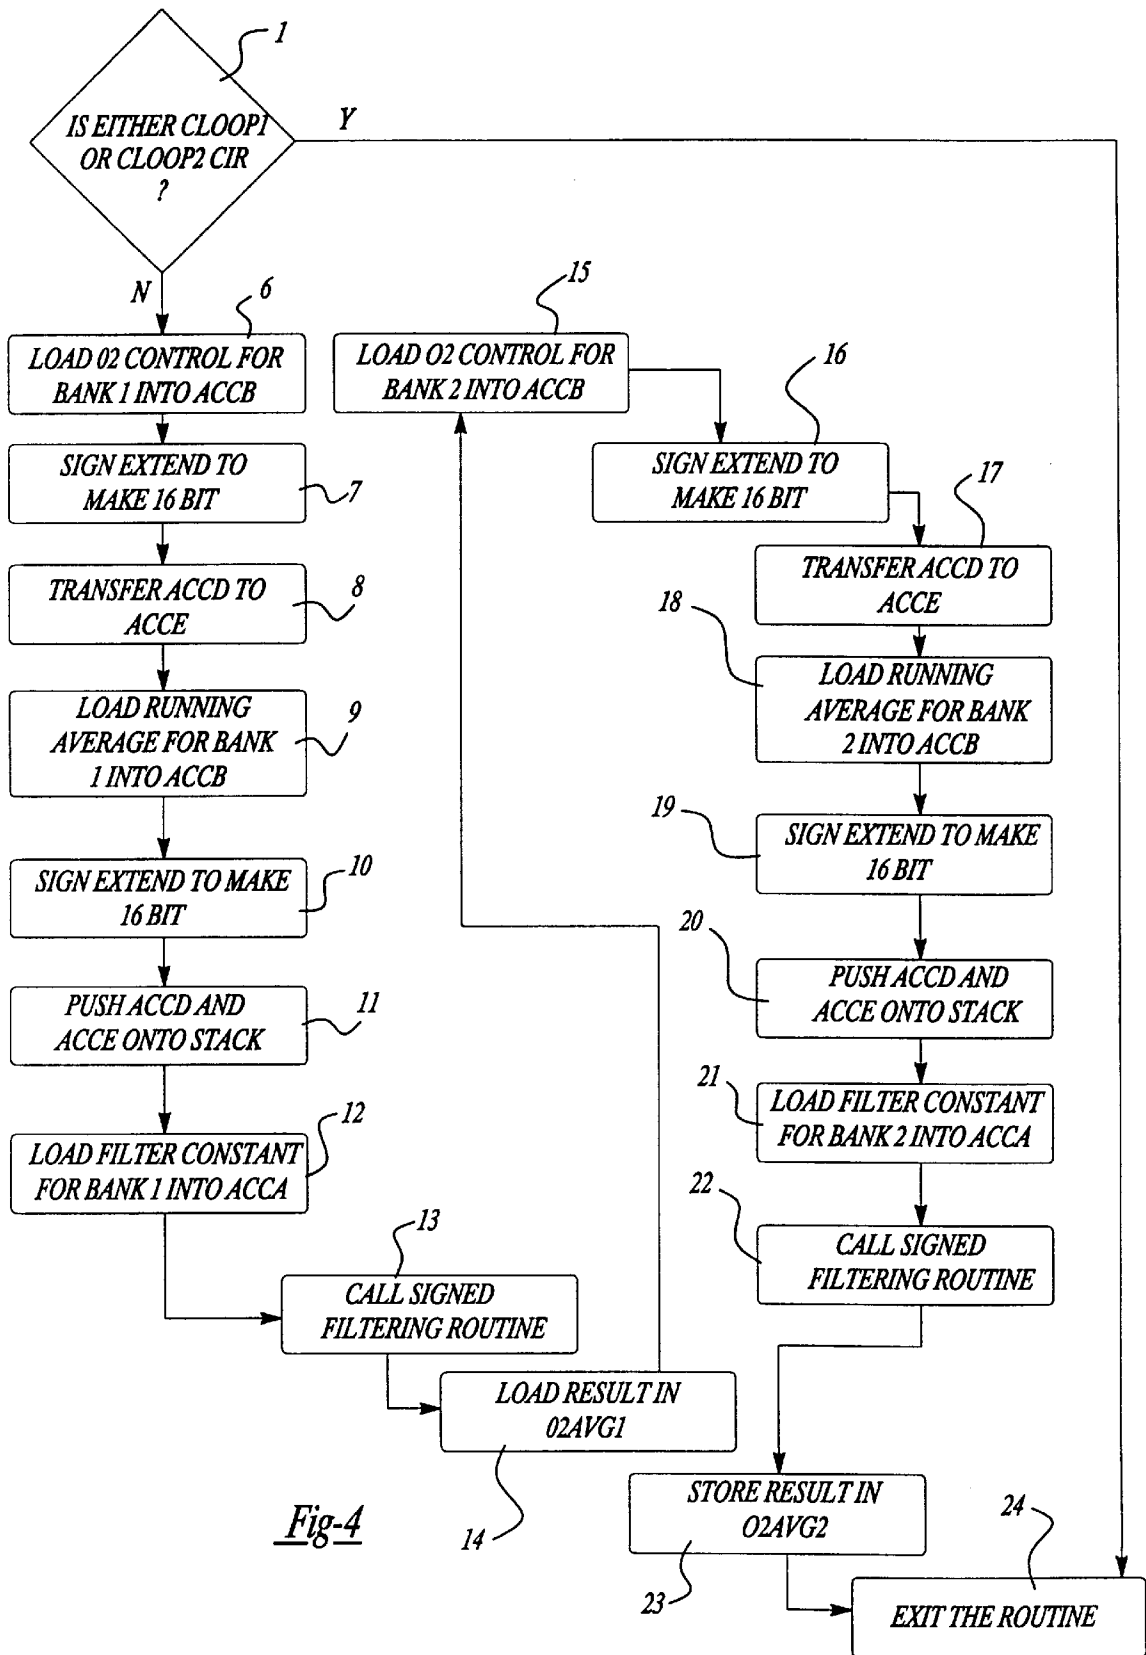 1
IS EITHER CLOOP1
OR CLOOP2 CIR
?
Y
N
6
LOAD 02 CONTROL FOR
BANK 1 INTO ACCB
SIGN EXTEND TO
MAKE 16 BIT
7
TRANSFER ACCD TO
ACCE
8
LOAD RUNNING
AVERAGE FOR BANK
1 INTO ACCB
9
SIGN EXTEND TO MAKE
16 BIT
10
PUSH ACCD AND
ACCE ONTO STACK
11
LOAD FILTER CONSTANT
FOR BANK 1 INTO ACCA
12
13
CALL SIGNED
FILTERING ROUTINE
LOAD RESULT IN
02AVG1
14
15
LOAD O2 CONTROL FOR
BANK 2 INTO ACCB
16
SIGN EXTEND TO
MAKE 16 BIT
17
TRANSFER ACCD TO
ACCE
18
LOAD RUNNING
AVERAGE FOR BANK
2 INTO ACCB
19
SIGN EXTEND TO MAKE
16 BIT
20
PUSH ACCD AND
ACCE ONTO STACK
21
LOAD FILTER CONSTANT
FOR BANK 2 INTO ACCA
22
CALL SIGNED
FILTERING ROUTINE
STORE RESULT IN
O2AVG2
23
24
EXIT THE ROUTINE
Fig-4